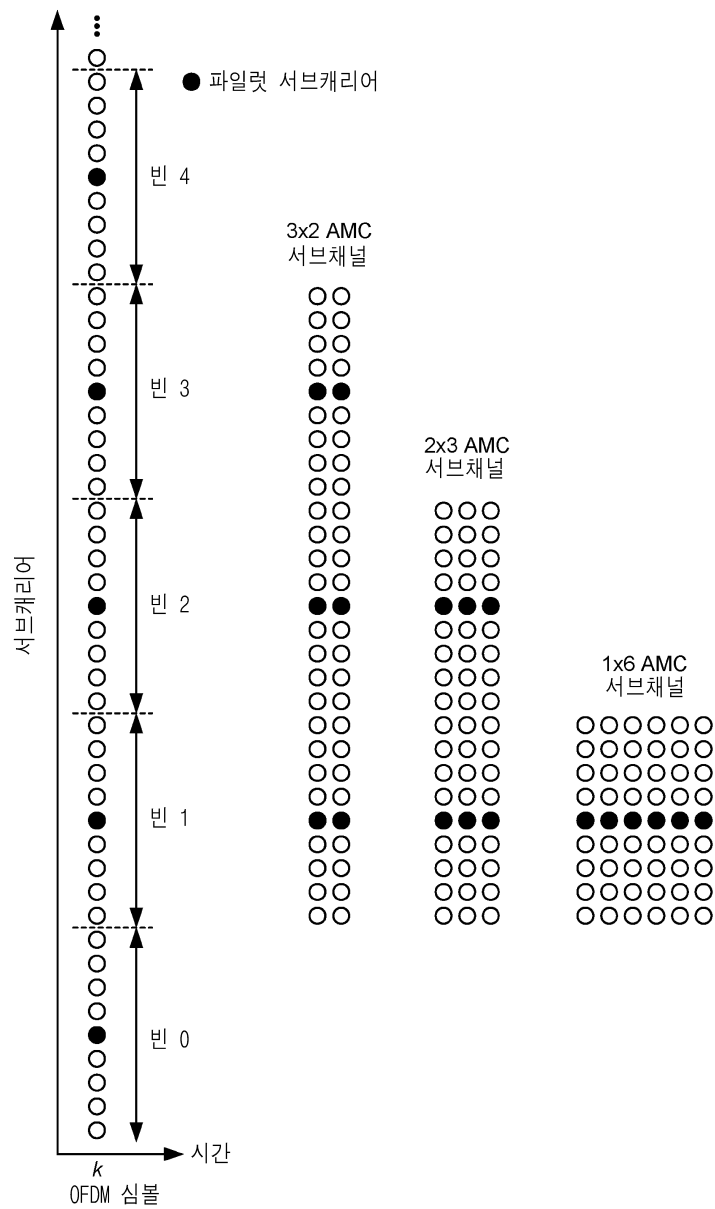 파일럿 서브캐리어
빈 4
3x2 AMC
서브채널
빈 3
2x3 AMC
서브채널
서브캐리어
빈 2
1x6 AMC
서브채널
빈 1
빈 0
시간
k
OFDM 심볼